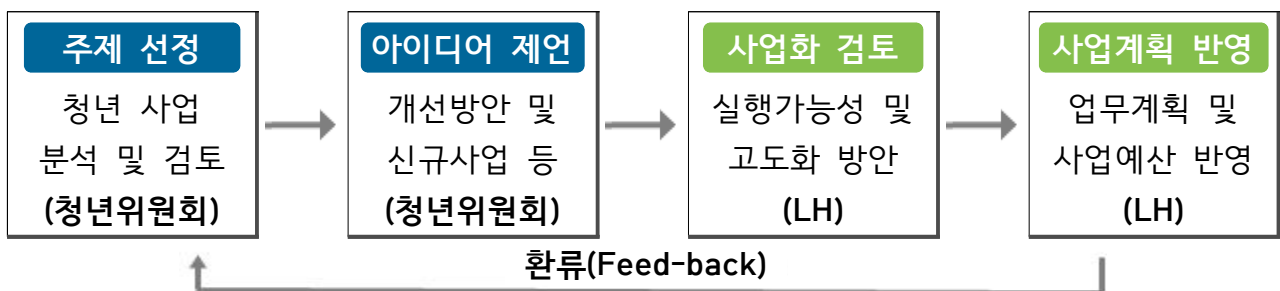 주제 선정
청년 사업
분석 및 검토
(청년위원회)
아이디어 제언
개선방안 및
신규사업 등
(청년위원회)
사업화 검토
실행가능성 및
고도화 방안
(LH)
사업계획 반영
업무계획 및
사업예산 반영
(LH)
환류(Feed-back)